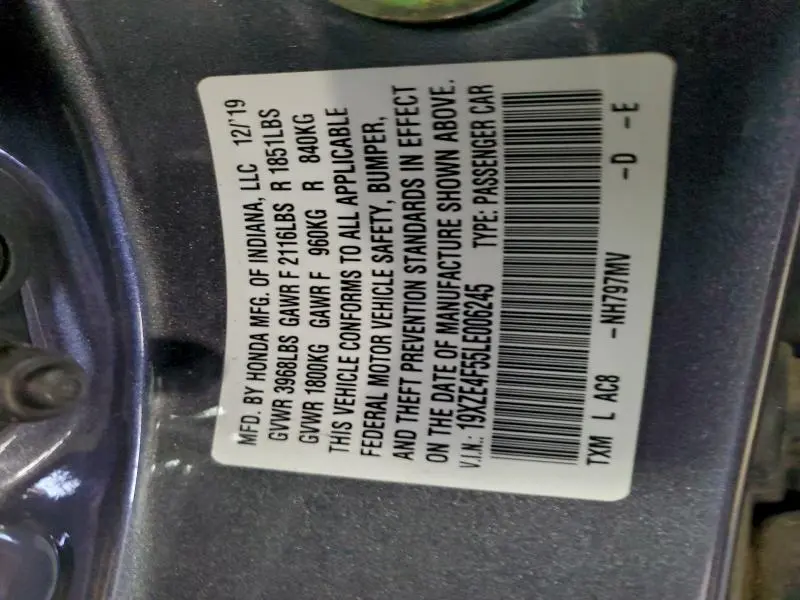 MFD. BY HONDA MFG. OF INDIANA, LLC 12/'19
GVWR 3968LBS GAWR F 2116LBS R 1851LBS
GVWR 1800KG GAWR F 960KG R 840KG
THIS VEHICLE CONFORMS TO ALL APPLICABLE
FEDERAL MOTOR VEHICLE SAFETY, BUMPER,
AND THEFT PREVENTION STANDARDS IN EFFECT
ON THE DATE OF MANUFACTURE SHOWN ABOVE.
V.I.N.: 19XZE4F55LE006245 TYPE: PASSENGER CAR
TXM L AC8 -NH797MV -D -E